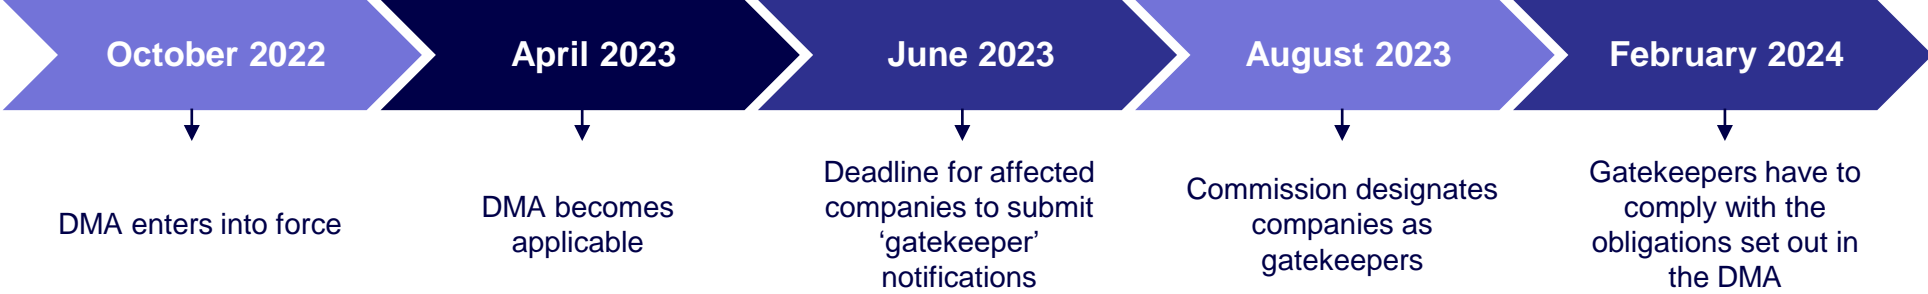 October 2022
April 2023
June 2023
August 2023
February 2024
DMA enters into force
DMA becomes
applicable
Deadline for affected
companies to submit
‘gatekeeper’
notifications
Commission designates
companies as
gatekeepers
Gatekeepers have to
comply with the
obligations set out in
the DMA